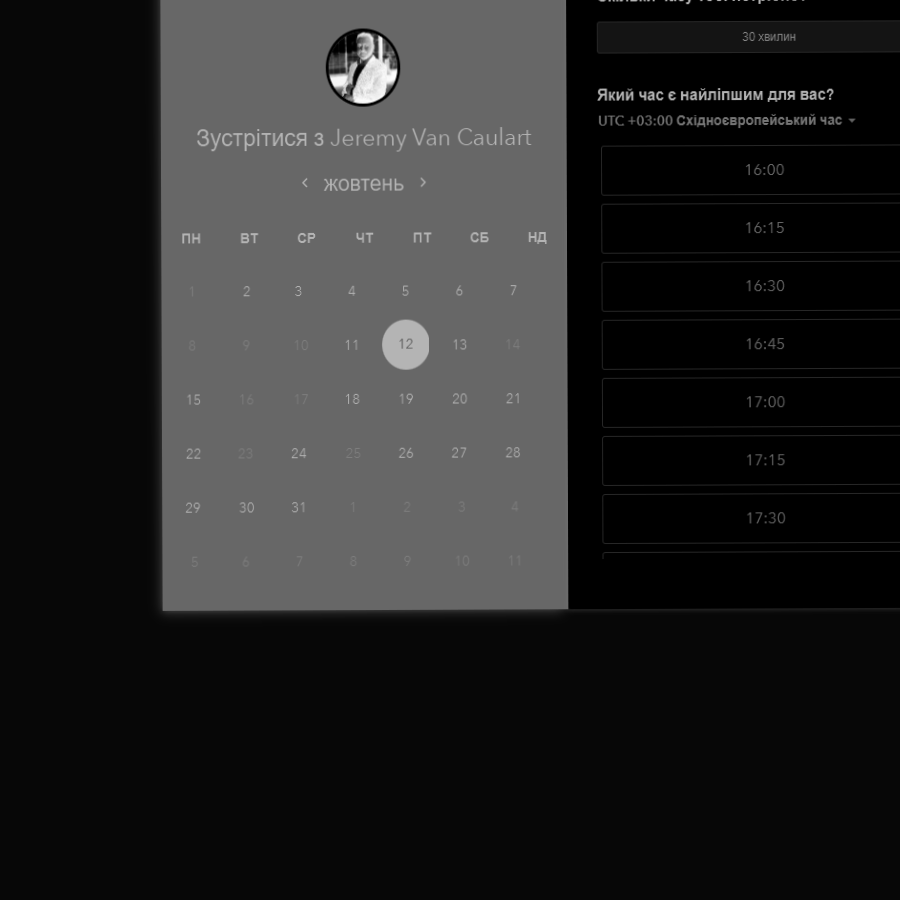 Зустрітися з Jeremy Van Caulart
жовтень
ПН ВТ СР ЧТ ПТ СБ НД
1 2 3 4 5 6 7
8 9 10 11 12 13 14
15 16 17 18 19 20 21
22 23 24 25 26 27 28
29 30 31 1 2 3 4
5 6 7 8 9 10 11
30 хвилин
Який час є найліпшим для вас?
UTC +03:00 Східноєвропейський час
16:00
16:15
16:30
16:45
17:00
17:15
17:30